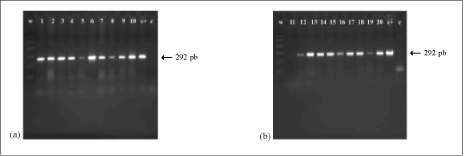 w 1 2 3 4 5 6 7 8 9 10 c+ c
292 pb
(a)
w 11 12 13 14 15 16 17 18 19 20 c+ c
292 pb
(b)